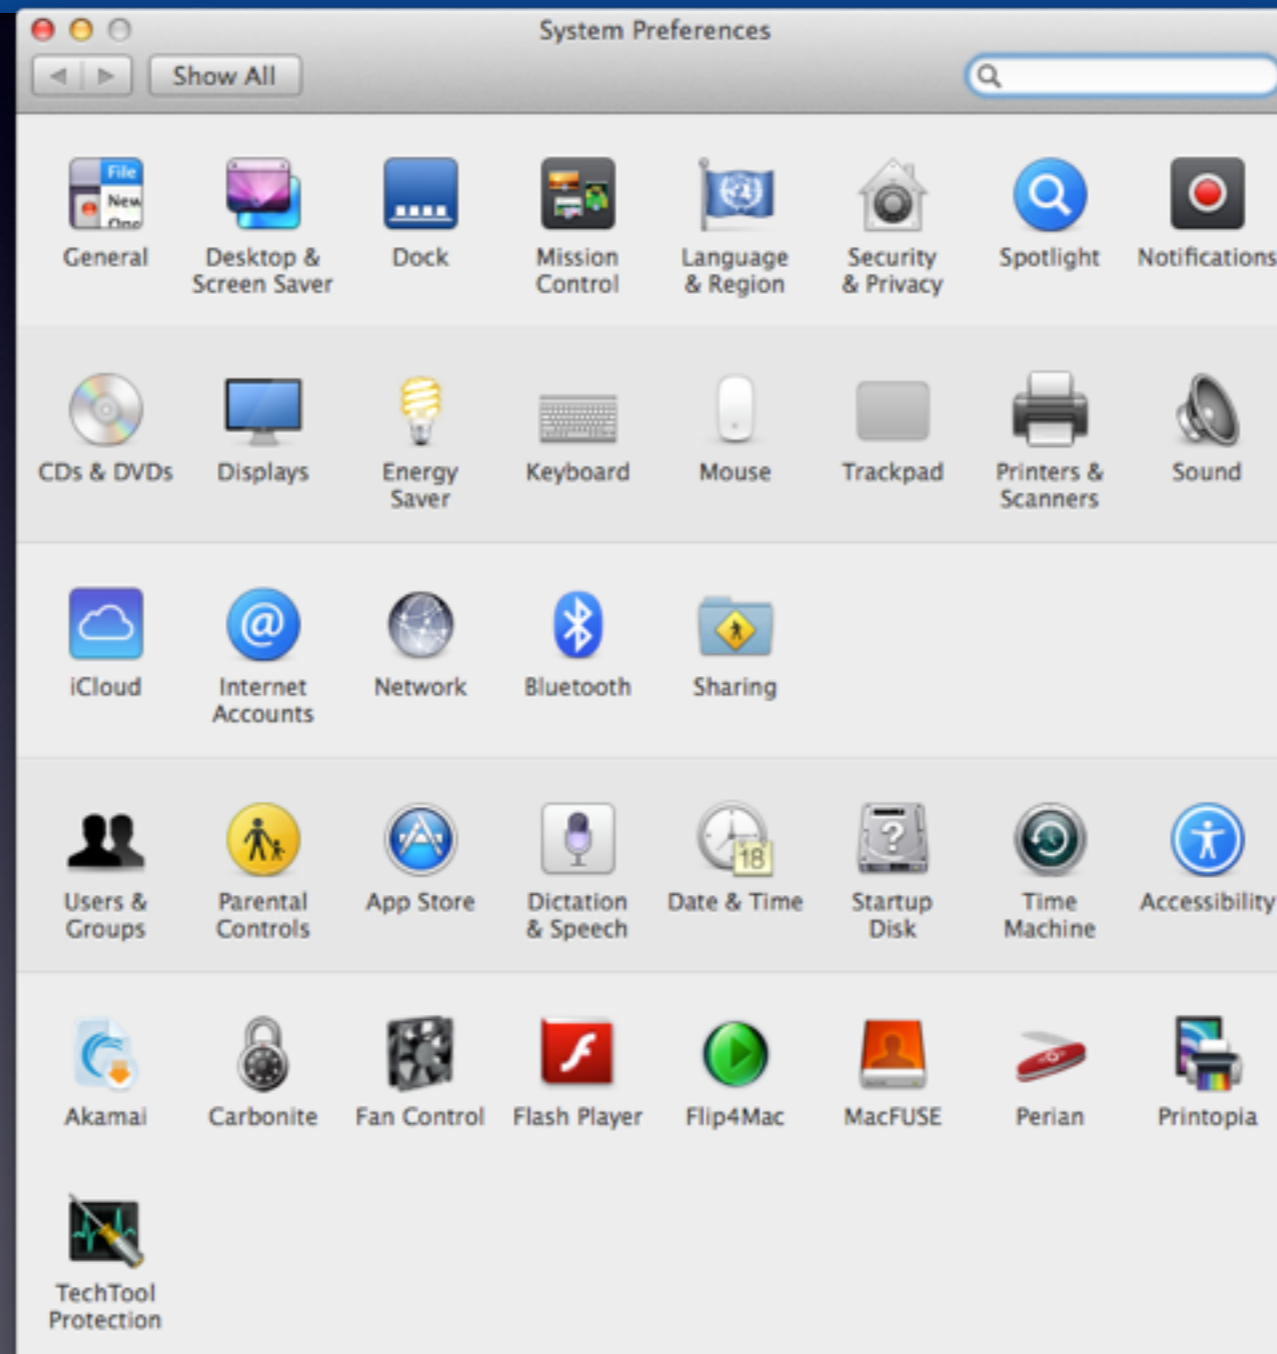 System Preferences
Show All
File
New
General
Desktop &
Screen Saver
Dock
Mission
Control
Language
& Region
Security
& Privacy
Spotlight
Notifications
CDs & DVDs
Displays
Energy
Saver
Keyboard
Mouse
Trackpad
Printers &
Scanners
Sound
iCloud
@
Internet
Accounts
Network
Bluetooth
Sharing
Users &
Groups
Parental
Controls
App Store
Dictation
& Speech
18
Date & Time
?
Startup
Disk
Time
Machine
Accessibility
Akamai
Carbonite
Fan Control
Flash Player
Flip4Mac
MacFUSE
Perian
Printopia
TechTool
Protection